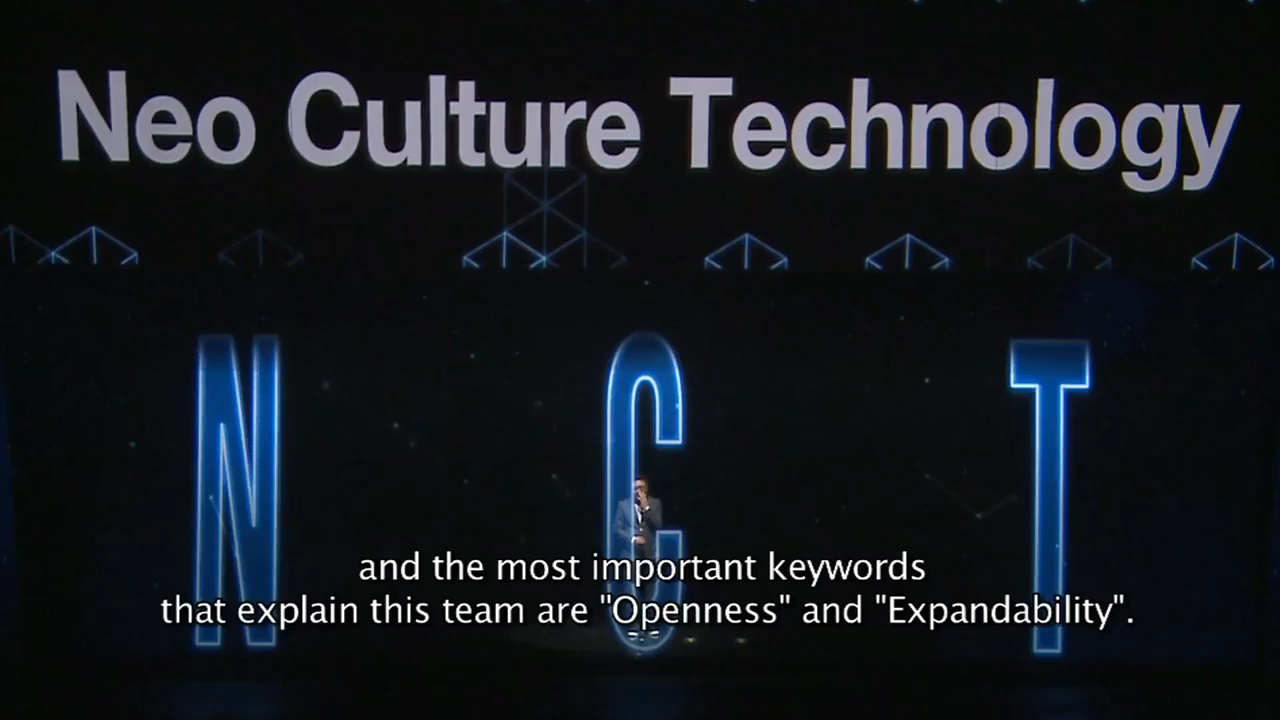 Neo Culture Technology
N C T
and the most important keywords
that explain this team are "Openness" and "Expandability".